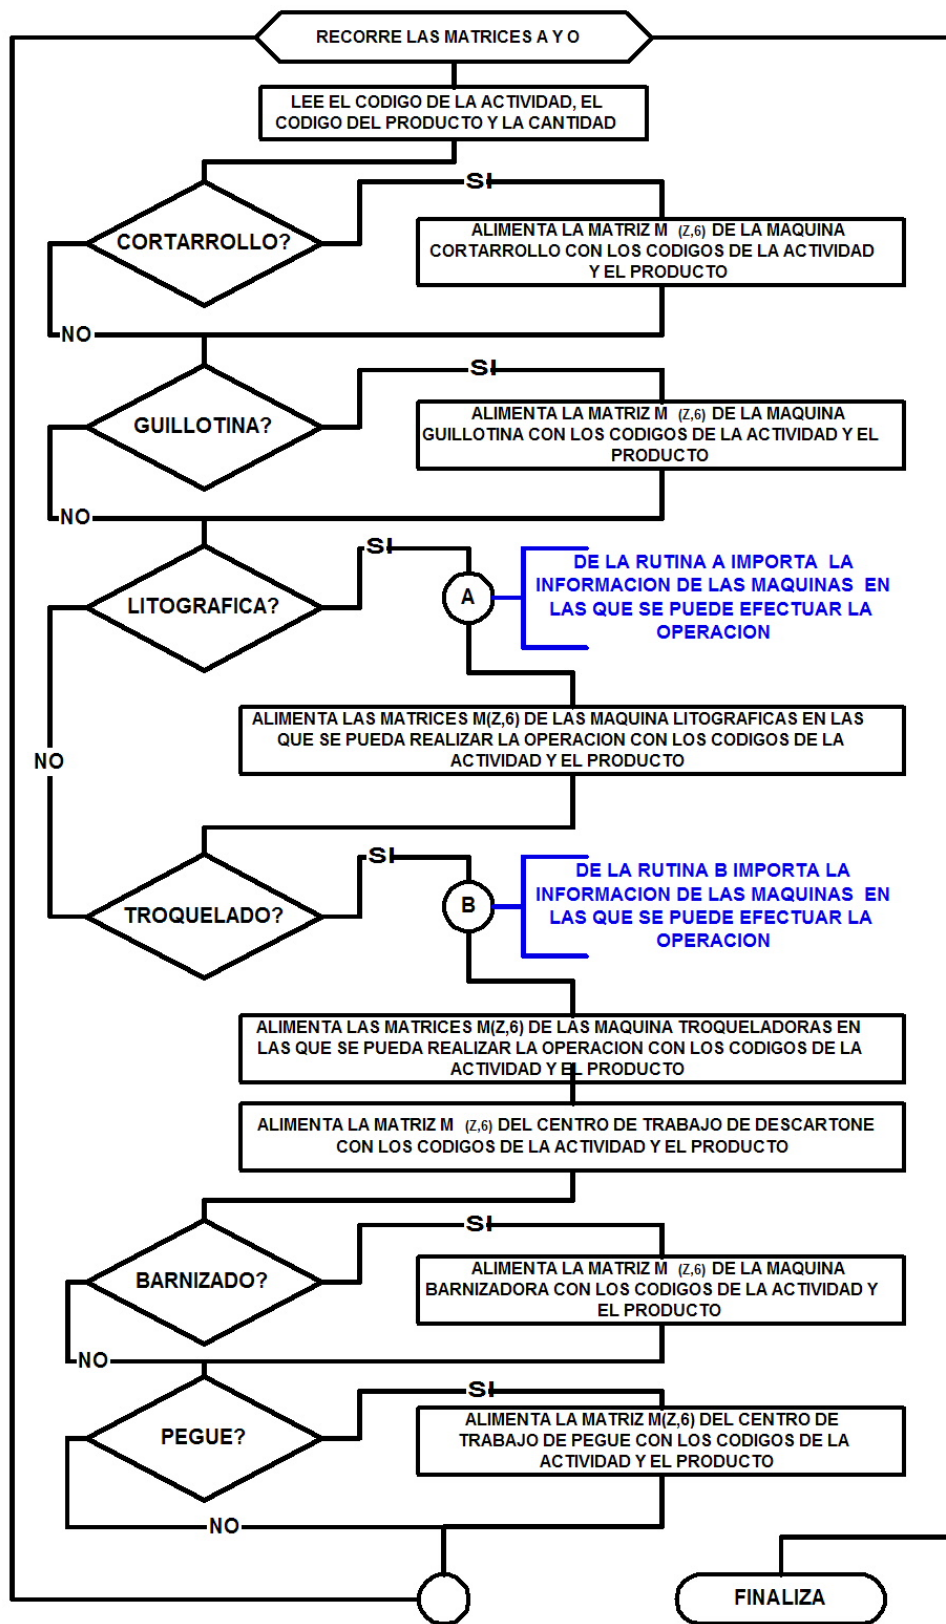 RECORRE LAS MATRICES A Y O
LEE EL CODIGO DE LA ACTIVIDAD, EL
CODIGO DEL PRODUCTO Y LA CANTIDAD
SI
CORTARROLLO?
ALIMENTA LA MATRIZ M (Z,6) DE LA MAQUINA
CORTARROLLO CON LOS CODIGOS DE LA ACTIVIDAD
Y EL PRODUCTO
NO
SI
GUILLOTINA?
ALIMENTA LA MATRIZ M (Z,6) DE LA MAQUINA
GUILLOTINA CON LOS CODIGOS DE LA ACTIVIDAD Y EL
PRODUCTO
NO
SI
LITOGRAFICA?
A
DE LA RUTINA A IMPORTA LA
INFORMACION DE LAS MAQUINAS EN
LAS QUE SE PUEDE EFECTUAR LA
OPERACION
ALIMENTA LAS MATRICES M(Z,6) DE LAS MAQUINA LITOGRAFICAS EN LAS
QUE SE PUEDA REALIZAR LA OPERACION CON LOS CODIGOS DE LA
ACTIVIDAD Y EL PRODUCTO
NO
SI
TROQUELADO?
B
DE LA RUTINA B IMPORTA LA
INFORMACION DE LAS MAQUINAS EN
LAS QUE SE PUEDE EFECTUAR LA
OPERACION
ALIMENTA LAS MATRICES M(Z,6) DE LAS MAQUINA TROQUELADORAS EN
LAS QUE SE PUEDA REALIZAR LA OPERACION CON LOS CODIGOS DE LA
ACTIVIDAD Y EL PRODUCTO
ALIMENTA LA MATRIZ M (Z,6) DEL CENTRO DE TRABAJO DE DESCARTONE
CON LOS CODIGOS DE LA ACTIVIDAD Y EL PRODUCTO
SI
BARNIZADO?
ALIMENTA LA MATRIZ M (Z,6) DE LA MAQUINA
BARNIZADORA CON LOS CODIGOS DE LA ACTIVIDAD Y
EL PRODUCTO
NO
SI
PEGUE?
ALIMENTA LA MATRIZ M(Z,6) DEL CENTRO DE
TRABAJO DE PEGUE CON LOS CODIGOS DE LA
ACTIVIDAD Y EL PRODUCTO
NO
FINALIZA